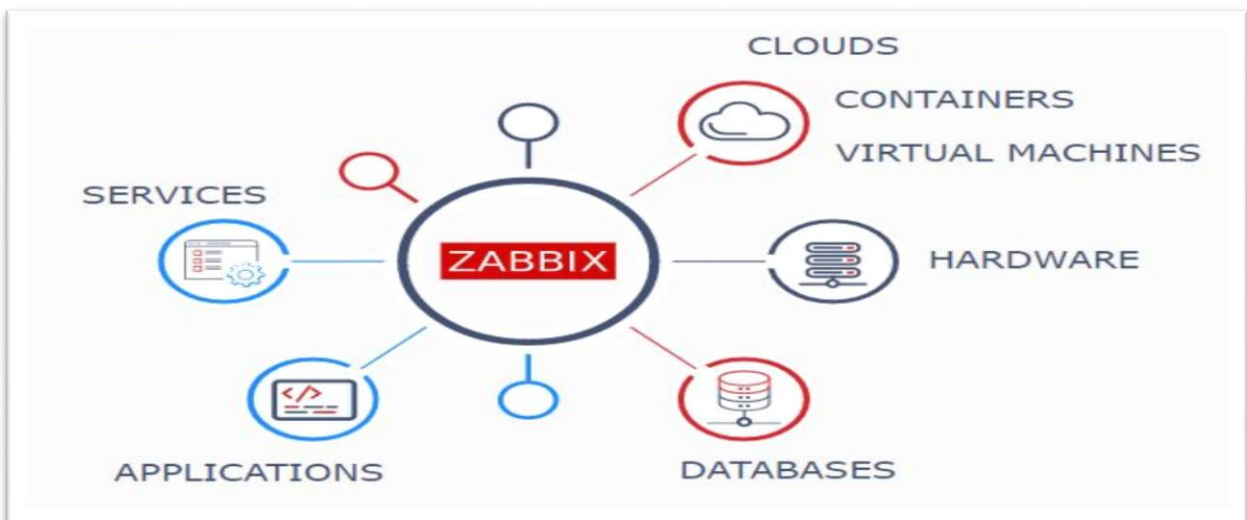 CLOUDS
CONTAINERS
VIRTUAL MACHINES
SERVICES
ZABBIX
HARDWARE
</>
APPLICATIONS
DATABASES